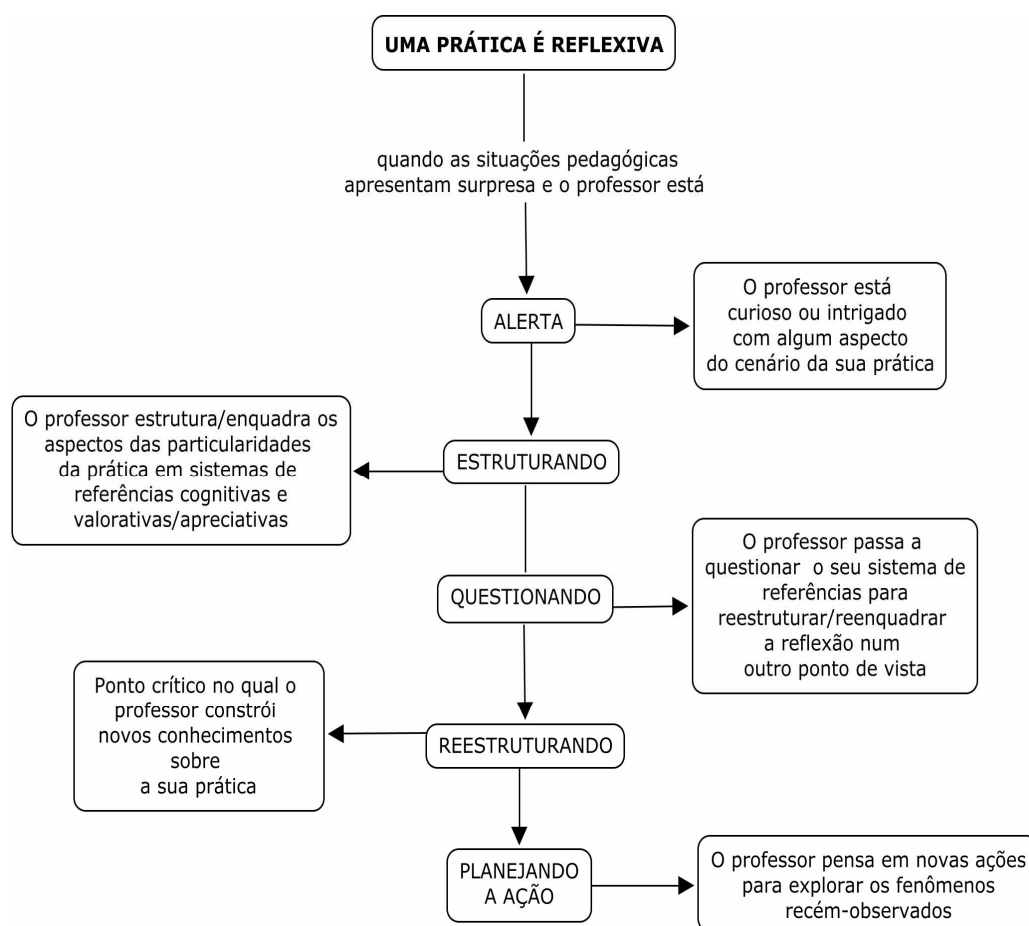 UMA PRÁTICA É REFLEXIVA
quando as situações pedagógicas
apresentam surpresa e o professor está
ALERTA
O professor está
curioso ou intrigado
com algum aspecto
do cenário da sua prática
ESTRUTURANDO
O professor estrutura/enquadra os
aspectos das particularidades
da prática em sistemas de
referências cognitivas e
valorativas/apreciativas
QUESTIONANDO
O professor passa a
questionar o seu sistema de
referências para
reestruturar/reenquadrar
a reflexão num
outro ponto de vista
REESTRUTURANDO
Ponto crítico no qual o
professor constrói
novos conhecimentos
sobre
a sua prática
PLANEJANDO
A AÇÃO
O professor pensa em novas ações
para explorar os fenômenos
recém-observados